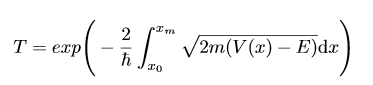 T = exp( − 2/ħ ∫_{x_0}^{x_m} √(2m(V(x) − E)) dx )